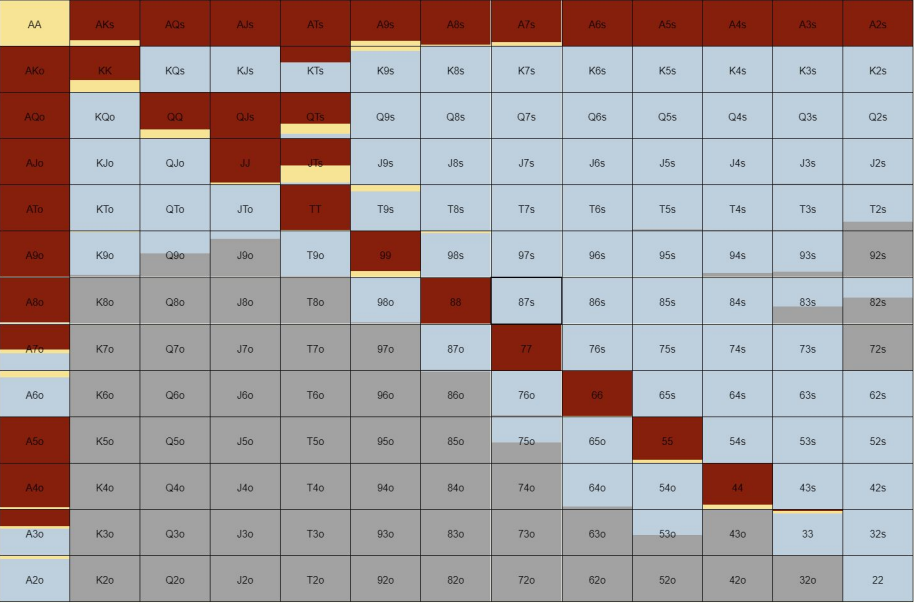 AA AKs AQs AJs ATs A9s A8s A7s A6s A5s A4s A3s A2s
AKo KK KQs KJs KTs K9s K8s K7s K6s K5s K4s K3s K2s
AQo KQo QQ QJs QTs Q9s Q8s Q7s Q6s Q5s Q4s Q3s Q2s
AJo KJo QJo JJ JTs J9s J8s J7s J6s J5s J4s J3s J2s
ATo KTo QTo JTo TT T9s T8s T7s T6s T5s T4s T3s T2s
A9o K9o Q9o J9o T9o 99 98s 97s 96s 95s 94s 93s 92s
A8o K8o Q8o J8o T8o 98o 88 87s 86s 85s 84s 83s 82s
A7o K7o Q7o J7o T7o 97o 87o 77 76s 75s 74s 73s 72s
A6o K6o Q6o J6o T6o 96o 86o 76o 66 65s 64s 63s 62s
A5o K5o Q5o J5o T5o 95o 85o 75o 65o 55 54s 53s 52s
A4o K4o Q4o J4o T4o 94o 84o 74o 64o 54o 44 43s 42s
A3o K3o Q3o J3o T3o 93o 83o 73o 63o 53o 43o 33 32s
A2o K2o Q2o J2o T2o 92o 82o 72o 62o 52o 42o 32o 22